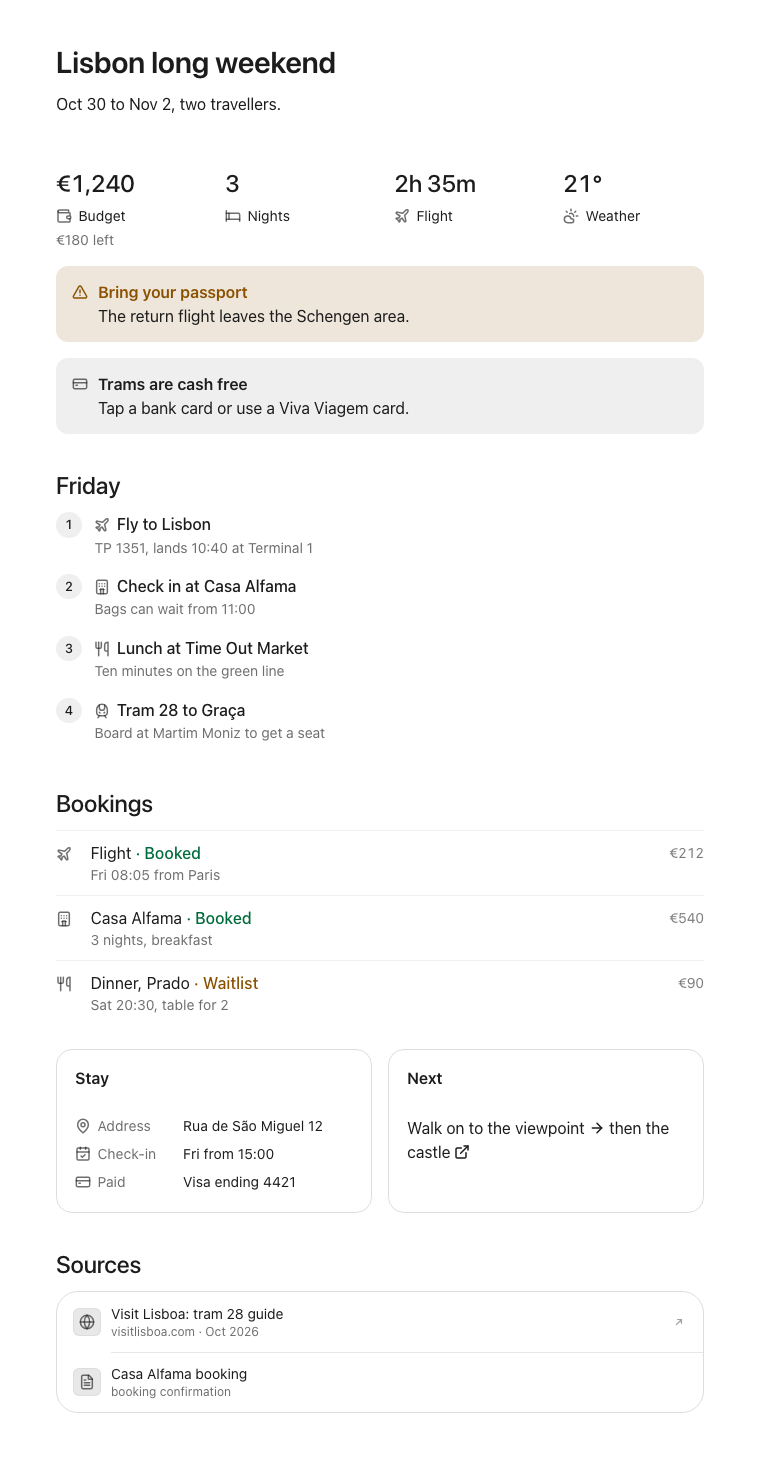 Lisbon long weekend
Oct 30 to Nov 2, two travellers.
€1,240
Budget
€180 left
3
Nights
2h 35m
Flight
21°
Weather
Bring your passport
The return flight leaves the Schengen area.
Trams are cash free
Tap a bank card or use a Viva Viagem card.
Friday
1 Fly to Lisbon
TP 1351, lands 10:40 at Terminal 1
2 Check in at Casa Alfama
Bags can wait from 11:00
3 Lunch at Time Out Market
Ten minutes on the green line
4 Tram 28 to Graça
Board at Martim Moniz to get a seat
Bookings
Flight · Booked €212
Fri 08:05 from Paris
Casa Alfama · Booked €540
3 nights, breakfast
Dinner, Prado · Waitlist €90
Sat 20:30, table for 2
Stay
Address Rua de São Miguel 12
Check-in Fri from 15:00
Paid Visa ending 4421
Next
Walk on to the viewpoint → then the
castle
Sources
Visit Lisboa: tram 28 guide
visitlisboa.com · Oct 2026
Casa Alfama booking
booking confirmation